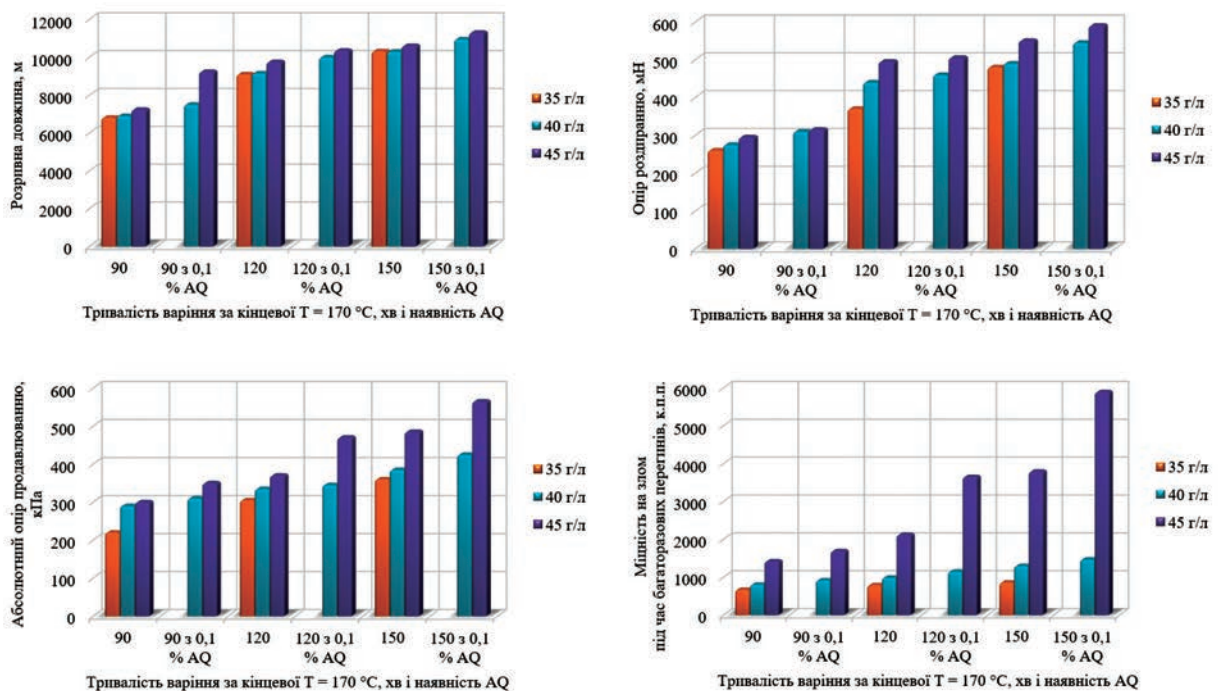 Розривна довжина, м
12000
10000
8000
6000
4000
2000
0
90
90 з 0,1
% AQ
120
120 з 0,1
% AQ
150
150 з 0,1
% AQ
Тривалість варіння за кінцевої Т = 170 °С, хв і наявність AQ
35 г/л
40 г/л
45 г/л
Опір роздиранню, мН
600
500
400
300
200
100
0
90
90 з 0,1
% AQ
120
120 з 0,1
% AQ
150
150 з 0,1
% AQ
Тривалість варіння за кінцевої Т = 170 °С, хв і наявність AQ
35 г/л
40 г/л
45 г/л
Абсолютний опір продавлюванню,
кПа
600
500
400
300
200
100
0
90
90 з 0,1
% AQ
120
120 з 0,1
% AQ
150
150 з 0,1
% AQ
Тривалість варіння за кінцевої Т = 170 °С, хв і наявність AQ
35 г/л
40 г/л
45 г/л
Міцність на злом
під час багаторазових перегинів, к.п.п.
6000
5000
4000
3000
2000
1000
0
90
90 з 0,1
% AQ
120
120 з 0,1
% AQ
150
150 з 0,1
% AQ
Тривалість варіння за кінцевої Т = 170 °С, хв і наявність AQ
35 г/л
40 г/л
45 г/л